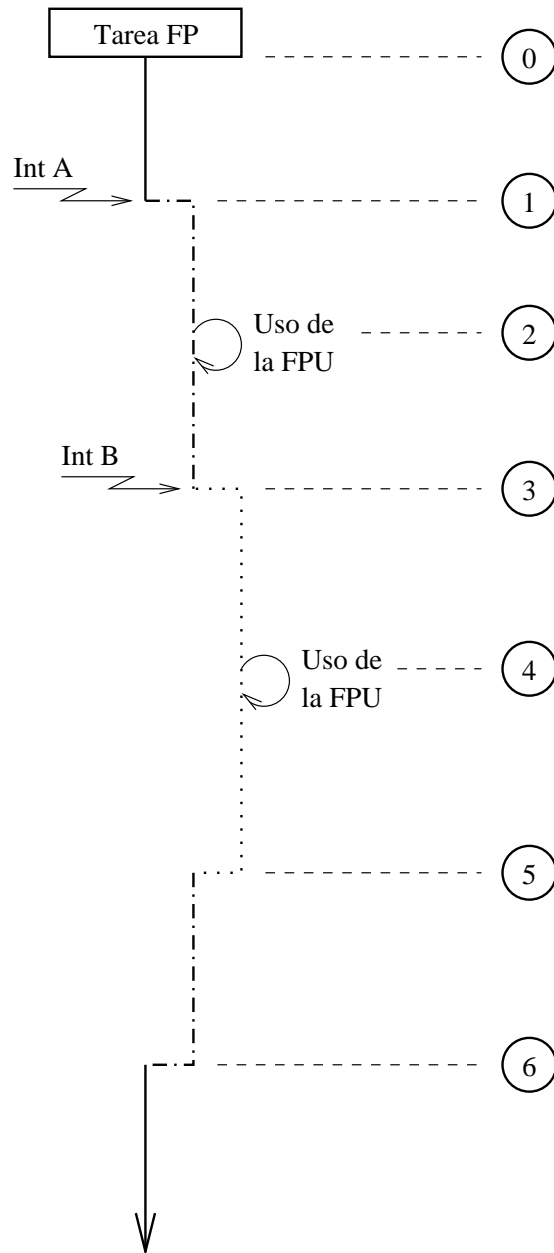 Tarea FP
0
Int A
1
Uso de
la FPU
2
Int B
3
Uso de
la FPU
4
5
6